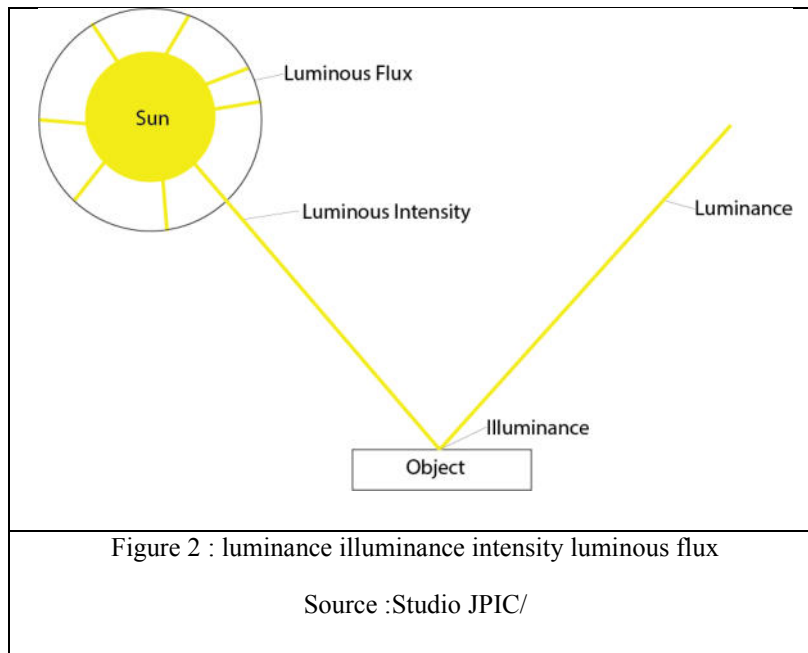 Luminous Flux
Sun
Luminous Intensity
Luminance
Illuminance
Object
Figure 2 : luminance illuminance intensity luminous flux
Source :Studio JPIC/